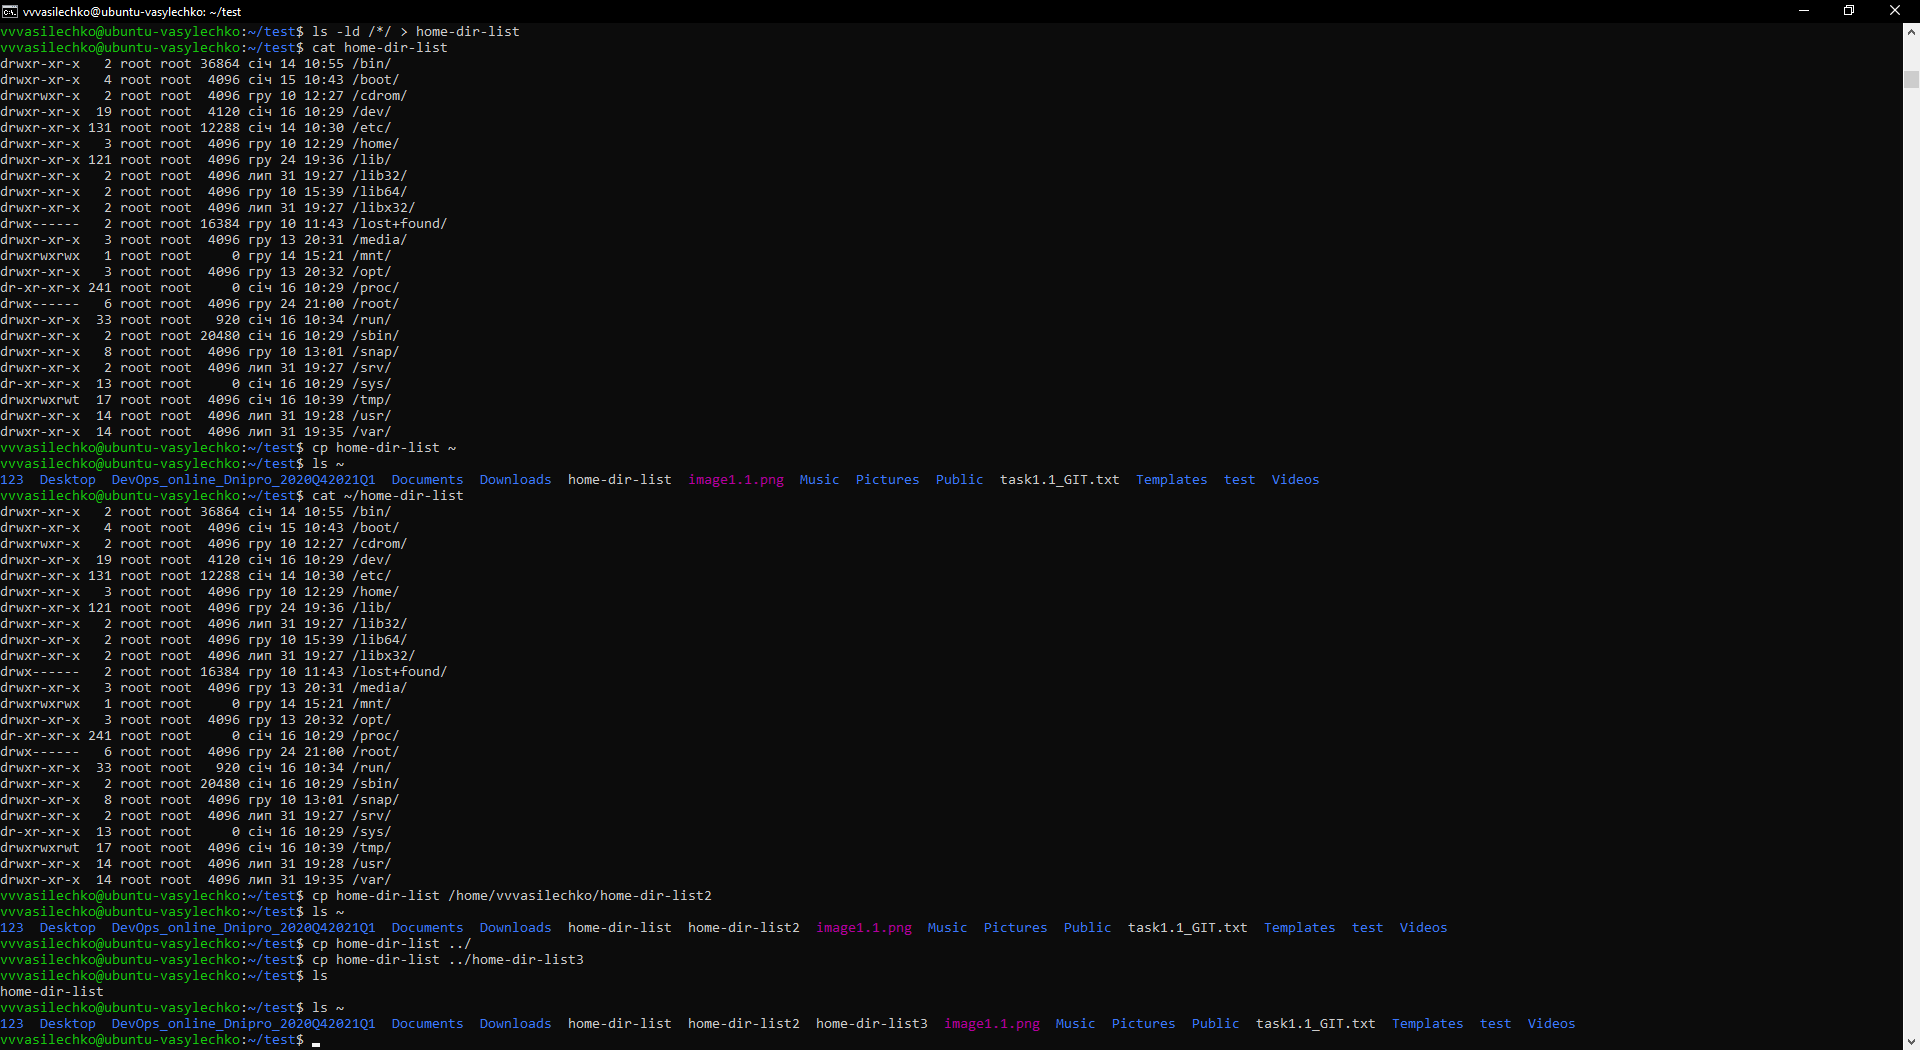 vvvasilechko@ubuntu-vasylechko: ~/test
vvvasilechko@ubuntu-vasylechko:~/test$ ls -ld /*/ > home-dir-list
vvvasilechko@ubuntu-vasylechko:~/test$ cat home-dir-list
drwxr-xr-x   2 root root 36864 січ 14 10:55 /bin/
drwxr-xr-x   4 root root  4096 січ 15 10:43 /boot/
drwxrwxr-x   2 root root  4096 гру 10 12:27 /cdrom/
drwxr-xr-x  19 root root  4120 січ 16 10:29 /dev/
drwxr-xr-x 131 root root 12288 січ 14 10:30 /etc/
drwxr-xr-x   3 root root  4096 гру 10 12:29 /home/
drwxr-xr-x 121 root root  4096 гру 24 19:36 /lib/
drwxr-xr-x   2 root root  4096 лип 31 19:27 /lib32/
drwxr-xr-x   2 root root  4096 гру 10 15:39 /lib64/
drwxr-xr-x   2 root root  4096 лип 31 19:27 /libx32/
drwx------   2 root root 16384 гру 10 11:43 /lost+found/
drwxr-xr-x   3 root root  4096 гру 13 20:31 /media/
drwxrwxrwx   1 root root     0 гру 14 15:21 /mnt/
drwxr-xr-x   3 root root  4096 гру 13 20:32 /opt/
dr-xr-xr-x 241 root root     0 січ 16 10:29 /proc/
drwx------   6 root root  4096 гру 24 21:00 /root/
drwxr-xr-x  33 root root   920 січ 16 10:34 /run/
drwxr-xr-x   2 root root 20480 січ 16 10:29 /sbin/
drwxr-xr-x   8 root root  4096 гру 10 13:01 /snap/
drwxr-xr-x   2 root root  4096 лип 31 19:27 /srv/
dr-xr-xr-x  13 root root     0 січ 16 10:29 /sys/
drwxrwxrwt  17 root root  4096 січ 16 10:39 /tmp/
drwxr-xr-x  14 root root  4096 лип 31 19:28 /usr/
drwxr-xr-x  14 root root  4096 лип 31 19:35 /var/
vvvasilechko@ubuntu-vasylechko:~/test$ cp home-dir-list ~
vvvasilechko@ubuntu-vasylechko:~/test$ ls ~
123  Desktop  DevOps_online_Dnipro_2020Q42021Q1  Documents  Downloads  home-dir-list  image1.1.png  Music  Pictures  Public  task1.1_GIT.txt  Templates  test  Videos
vvvasilechko@ubuntu-vasylechko:~/test$ cat ~/home-dir-list
drwxr-xr-x   2 root root 36864 січ 14 10:55 /bin/
drwxr-xr-x   4 root root  4096 січ 15 10:43 /boot/
drwxrwxr-x   2 root root  4096 гру 10 12:27 /cdrom/
drwxr-xr-x  19 root root  4120 січ 16 10:29 /dev/
drwxr-xr-x 131 root root 12288 січ 14 10:30 /etc/
drwxr-xr-x   3 root root  4096 гру 10 12:29 /home/
drwxr-xr-x 121 root root  4096 гру 24 19:36 /lib/
drwxr-xr-x   2 root root  4096 лип 31 19:27 /lib32/
drwxr-xr-x   2 root root  4096 гру 10 15:39 /lib64/
drwxr-xr-x   2 root root  4096 лип 31 19:27 /libx32/
drwx------   2 root root 16384 гру 10 11:43 /lost+found/
drwxr-xr-x   3 root root  4096 гру 13 20:31 /media/
drwxrwxrwx   1 root root     0 гру 14 15:21 /mnt/
drwxr-xr-x   3 root root  4096 гру 13 20:32 /opt/
dr-xr-xr-x 241 root root     0 січ 16 10:29 /proc/
drwx------   6 root root  4096 гру 24 21:00 /root/
drwxr-xr-x  33 root root   920 січ 16 10:34 /run/
drwxr-xr-x   2 root root 20480 січ 16 10:29 /sbin/
drwxr-xr-x   8 root root  4096 гру 10 13:01 /snap/
drwxr-xr-x   2 root root  4096 лип 31 19:27 /srv/
dr-xr-xr-x  13 root root     0 січ 16 10:29 /sys/
drwxrwxrwt  17 root root  4096 січ 16 10:39 /tmp/
drwxr-xr-x  14 root root  4096 лип 31 19:28 /usr/
drwxr-xr-x  14 root root  4096 лип 31 19:35 /var/
vvvasilechko@ubuntu-vasylechko:~/test$ cp home-dir-list /home/vvvasilechko/home-dir-list2
vvvasilechko@ubuntu-vasylechko:~/test$ ls ~
123  Desktop  DevOps_online_Dnipro_2020Q42021Q1  Documents  Downloads  home-dir-list  home-dir-list2  image1.1.png  Music  Pictures  Public  task1.1_GIT.txt  Templates  test  Videos
vvvasilechko@ubuntu-vasylechko:~/test$ cp home-dir-list ../
vvvasilechko@ubuntu-vasylechko:~/test$ cp home-dir-list ../home-dir-list3
vvvasilechko@ubuntu-vasylechko:~/test$ ls
home-dir-list
vvvasilechko@ubuntu-vasylechko:~/test$ ls ~
123  Desktop  DevOps_online_Dnipro_2020Q42021Q1  Documents  Downloads  home-dir-list  home-dir-list2  home-dir-list3  image1.1.png  Music  Pictures  Public  task1.1_GIT.txt  Templates  test  Videos
vvvasilechko@ubuntu-vasylechko:~/test$